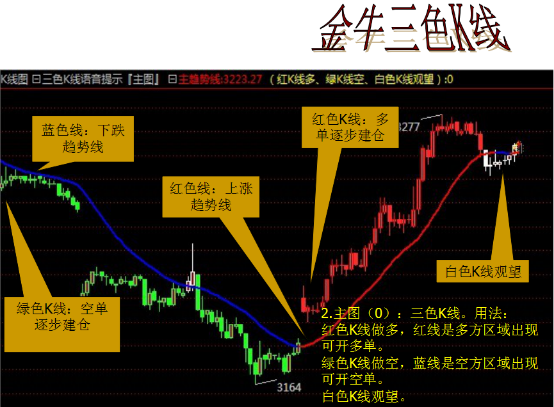 金牛三色K线
K线图 日三色K线语音提示『主图』 日主趋势线:3223.27 （红K线多、绿K线空、白色K线观望）:0
红色K线：多
单逐步建仓
3277
蓝色线：下跌
趋势线
红色线：上涨
趋势线
白色K线观望
绿色K线：空单
逐步建仓
2.主图（0）：三色K线。用法：
红色K线做多，红线是多方区域出现
可开多单。
绿色K线做空，蓝线是空方区域出现
可开空单。
白色K线观望。
3164